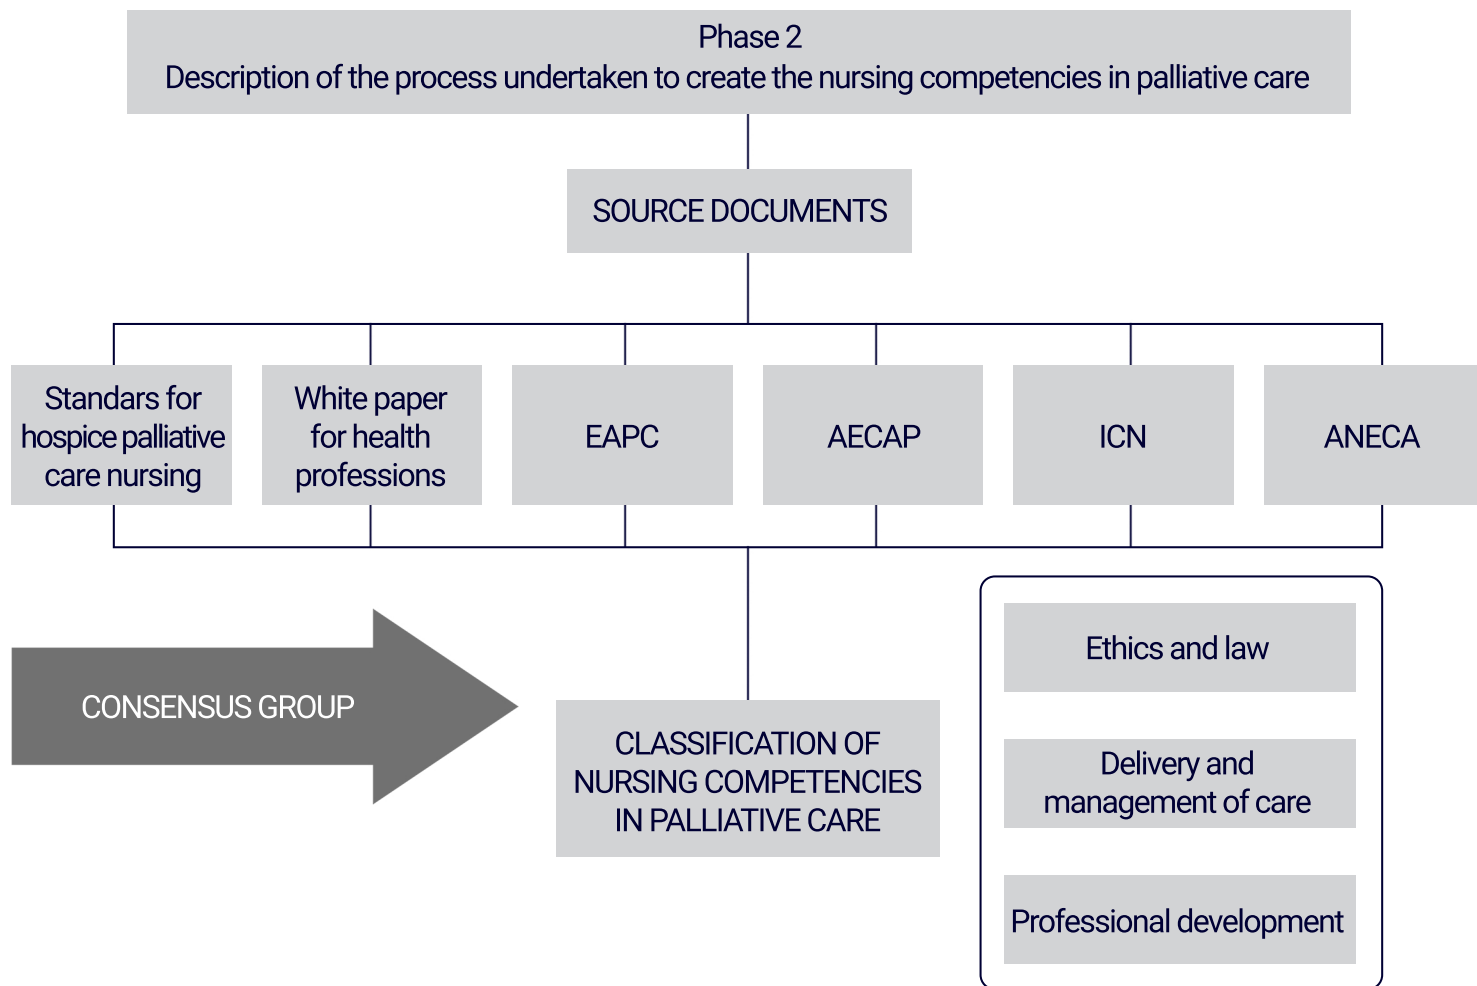 Phase 2
Description of the process undertaken to create the nursing competencies in palliative care
SOURCE DOCUMENTS
Standars for
hospice palliative
care nursing
White paper
for health
professions
EAPC
AECAP
ICN
ANECA
CONSENSUS GROUP
CLASSIFICATION OF
NURSING COMPETENCIES
IN PALLIATIVE CARE
Ethics and law
Delivery and
management of care
Professional development